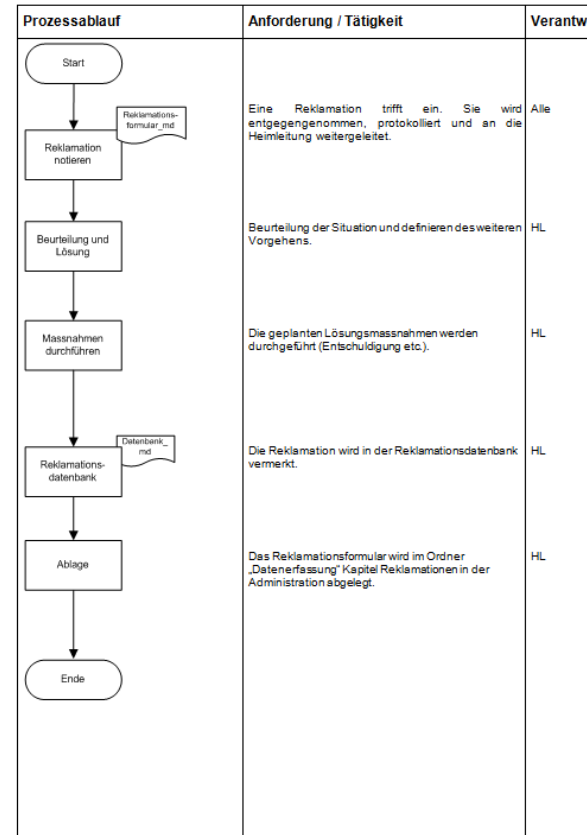 Prozessablauf
Anforderung / Tätigkeit
Verantw
Start
Reklamations-
formular_md
Reklamation
notieren
Eine Reklamation trifft ein. Sie wird
entgegengenommen, protokolliert und an die
Heimleitung weitergeleitet.
Alle
Beurteilung und
Lösung
Beurteilung der Situation und definieren des weiteren
Vorgehens.
HL
Massnahmen
durchführen
Die geplanten Lösungsmassnahmen werden
durchgeführt (Entschuldigung etc.).
HL
Detenbank_
md
Reklamations-
datenbank
Die Reklamation wird in der Reklamationsdatenbank
vermerkt.
HL
Ablage
Das Reklamationsformular wird im Ordner
„Datenerfassung“ Kapitel Reklamationen in der
Administration abgelegt.
HL
Ende